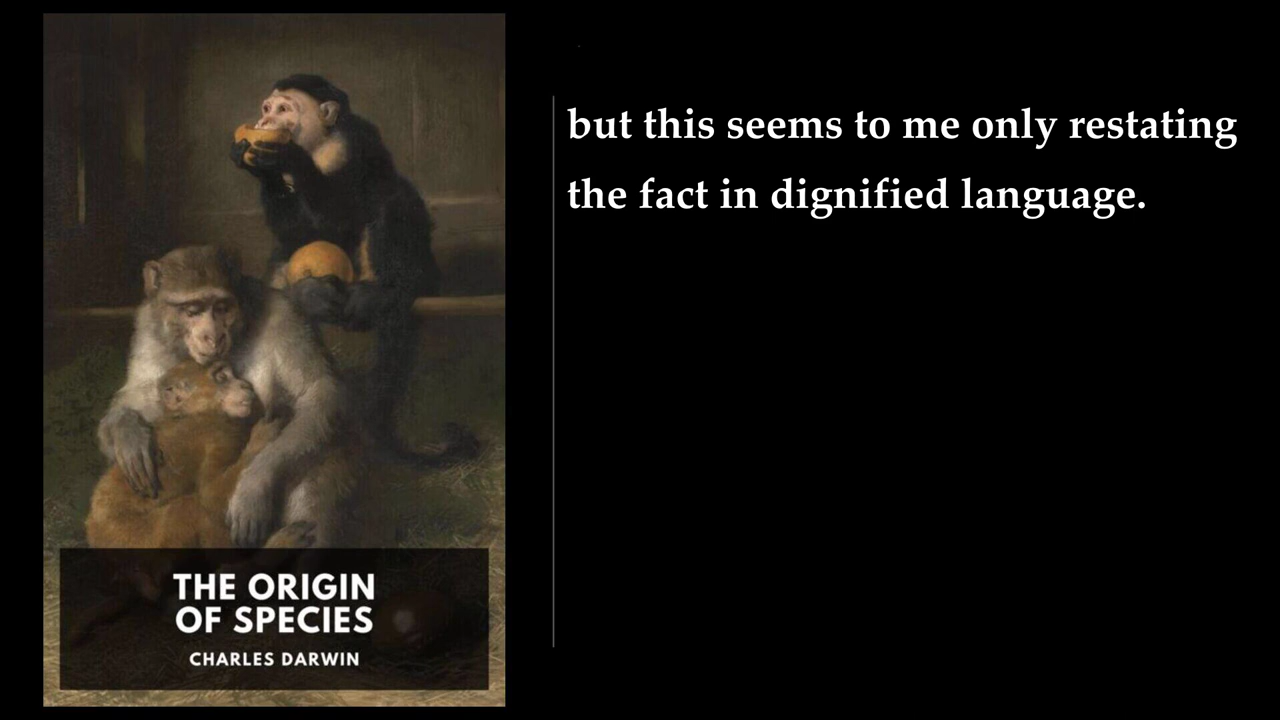 but this seems to me only restating
the fact in dignified language.
THE ORIGIN
OF SPECIES
CHARLES DARWIN